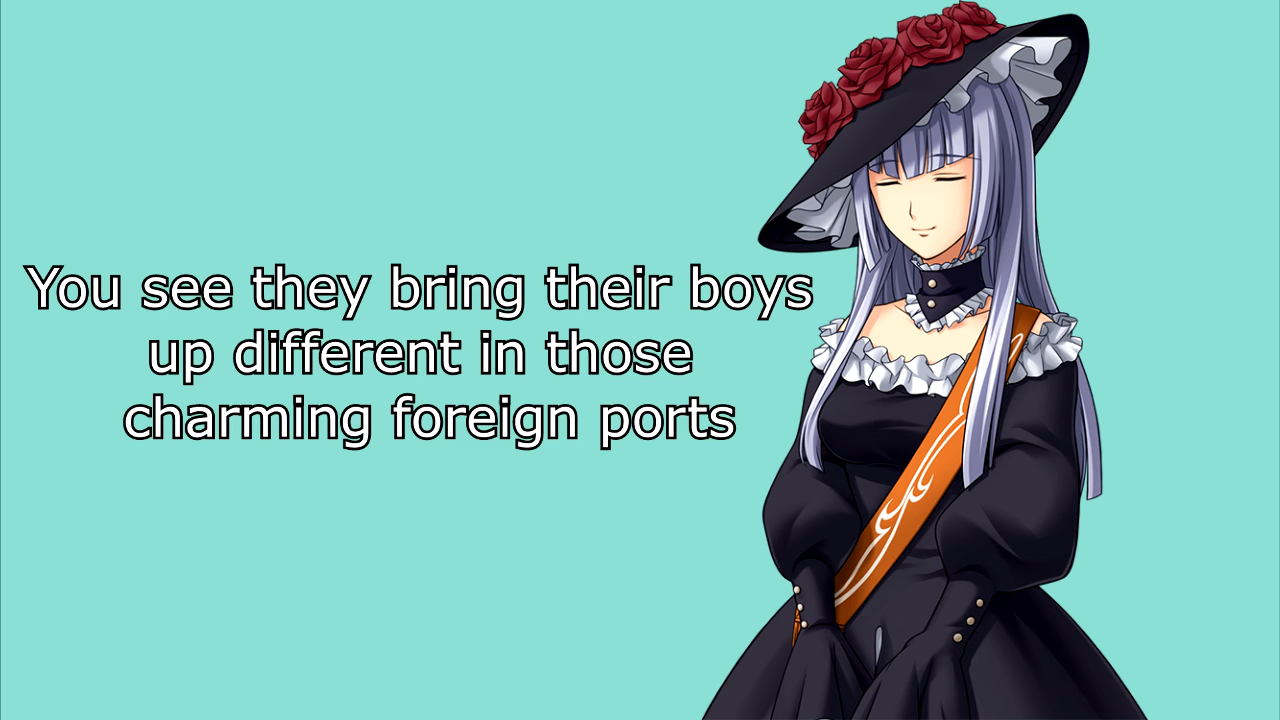 You see they bring their boys
up different in those
charming foreign ports